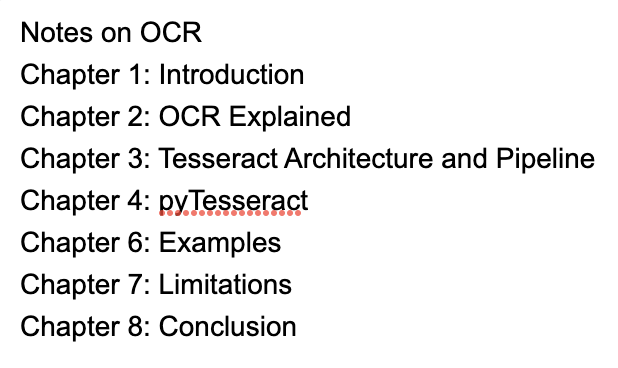 Notes on OCR
Chapter 1: Introduction
Chapter 2: OCR Explained
Chapter 3: Tesseract Architecture and Pipeline
Chapter 4: pyTesseract
Chapter 6: Examples
Chapter 7: Limitations
Chapter 8: Conclusion